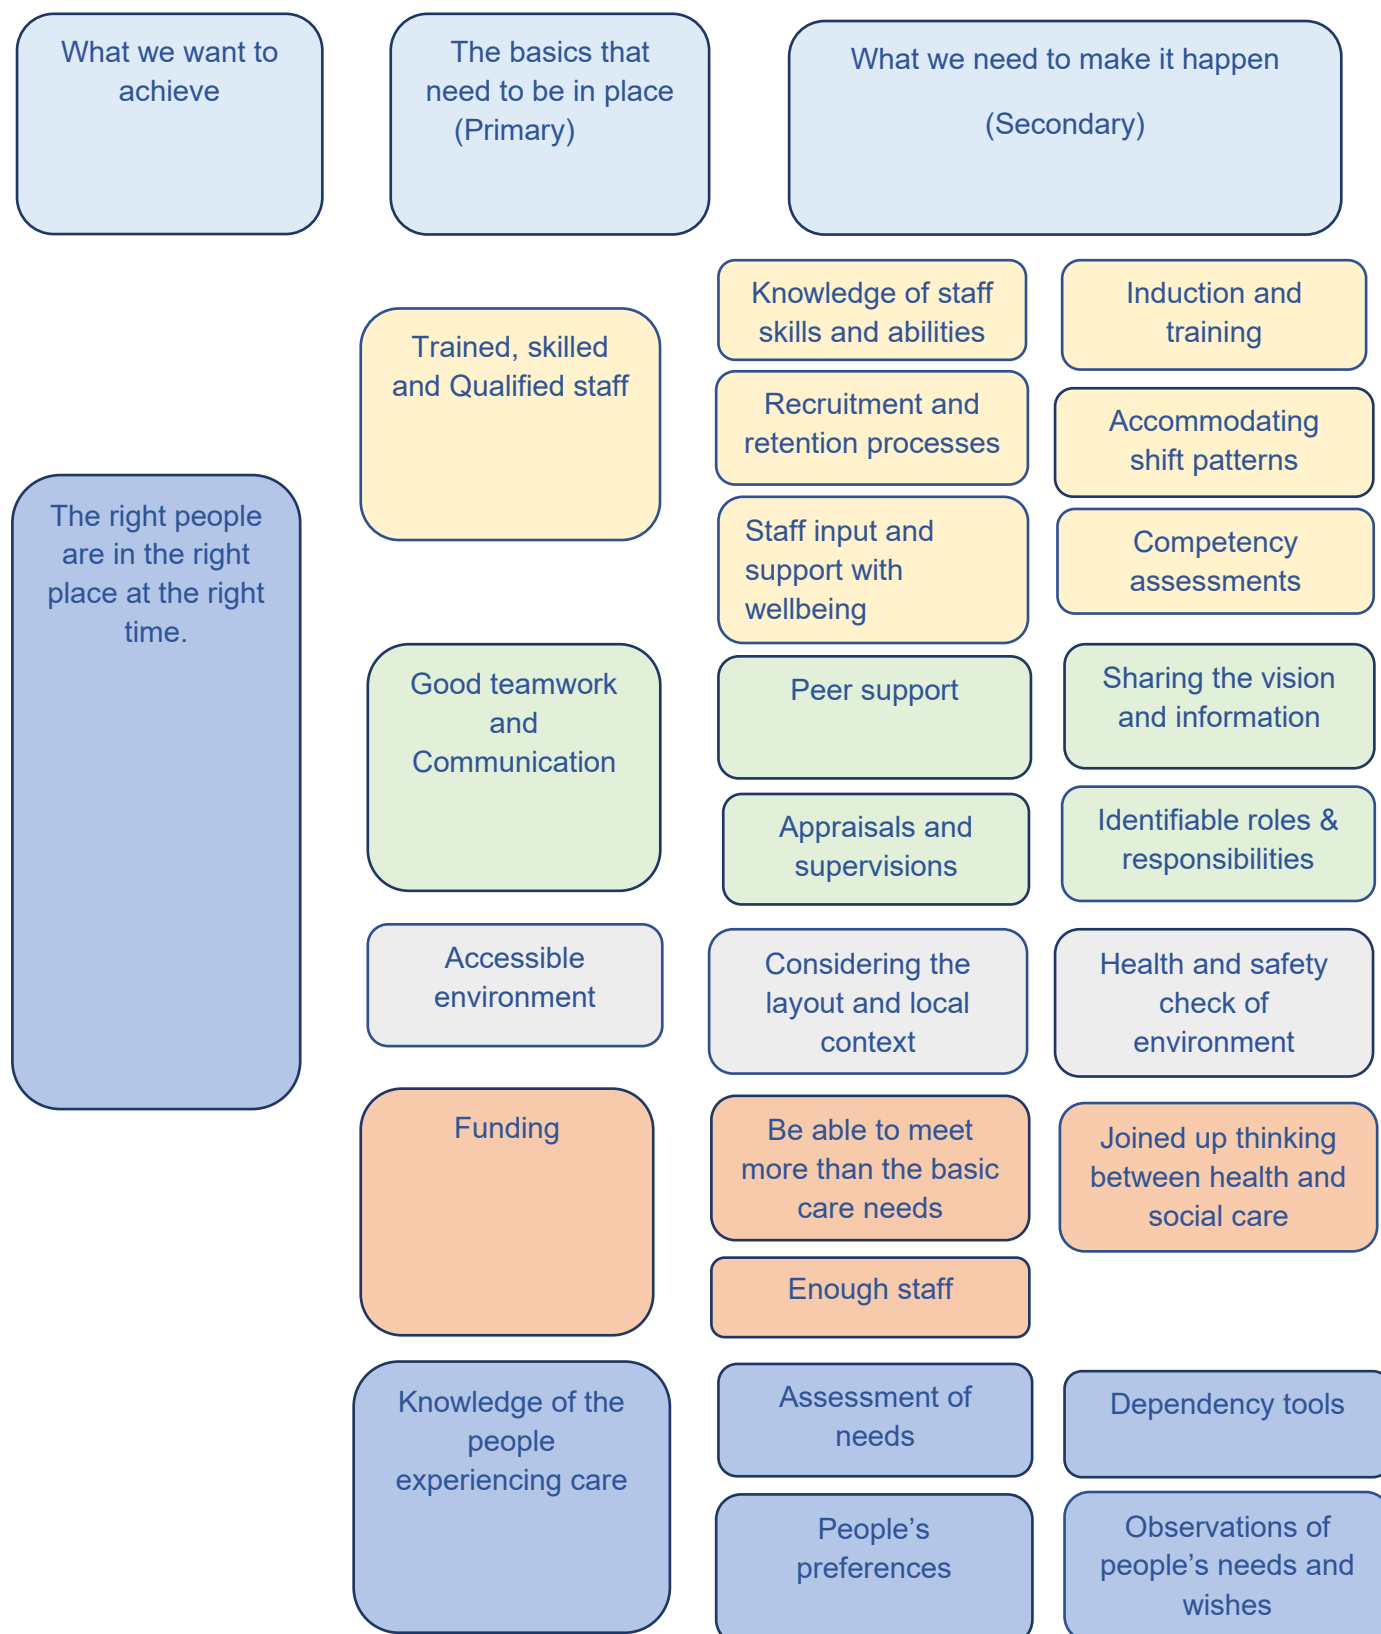 What we want to
achieve
The basics that
need to be in place
(Primary)
What we need to make it happen
(Secondary)
The right people
are in the right
place at the right
time.
Trained, skilled
and Qualified staff
Knowledge of staff
skills and abilities
Induction and
training
Recruitment and
retention processes
Accommodating
shift patterns
Staff input and
support with
wellbeing
Competency
assessments
Good teamwork
and
Communication
Peer support
Sharing the vision
and information
Appraisals and
supervisions
Identifiable roles &
responsibilities
Accessible
environment
Considering the
layout and local
context
Health and safety
check of
environment
Funding
Be able to meet
more than the basic
care needs
Joined up thinking
between health and
social care
Enough staff
Knowledge of the
people
experiencing care
Assessment of
needs
Dependency tools
People’s
preferences
Observations of
people’s needs and
wishes